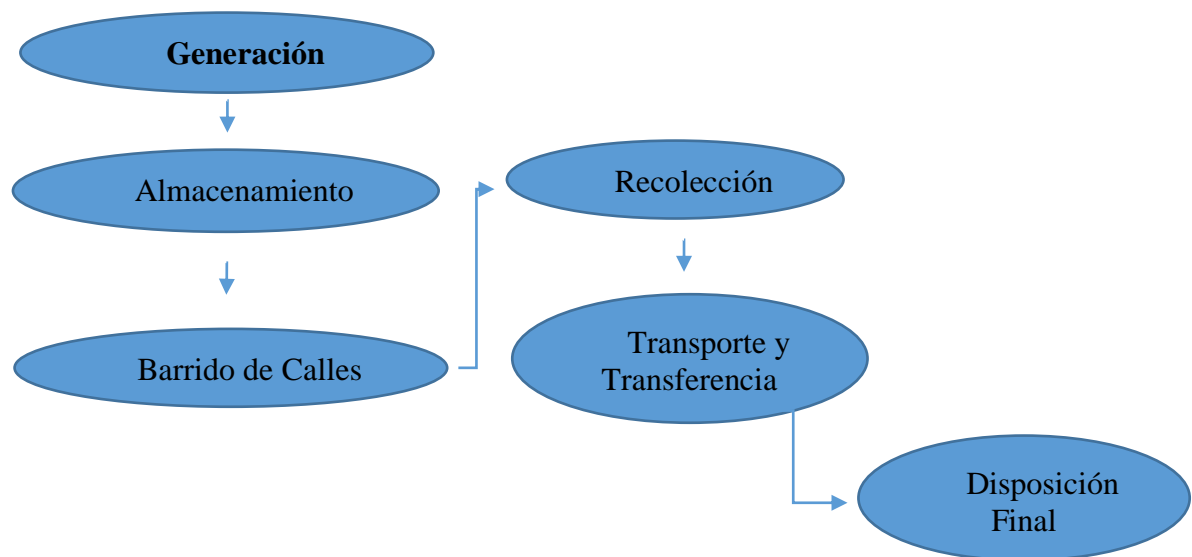 Generación
Almacenamiento
Barrido de Calles
Recolección
Transporte y
Transferencia
Disposición
Final